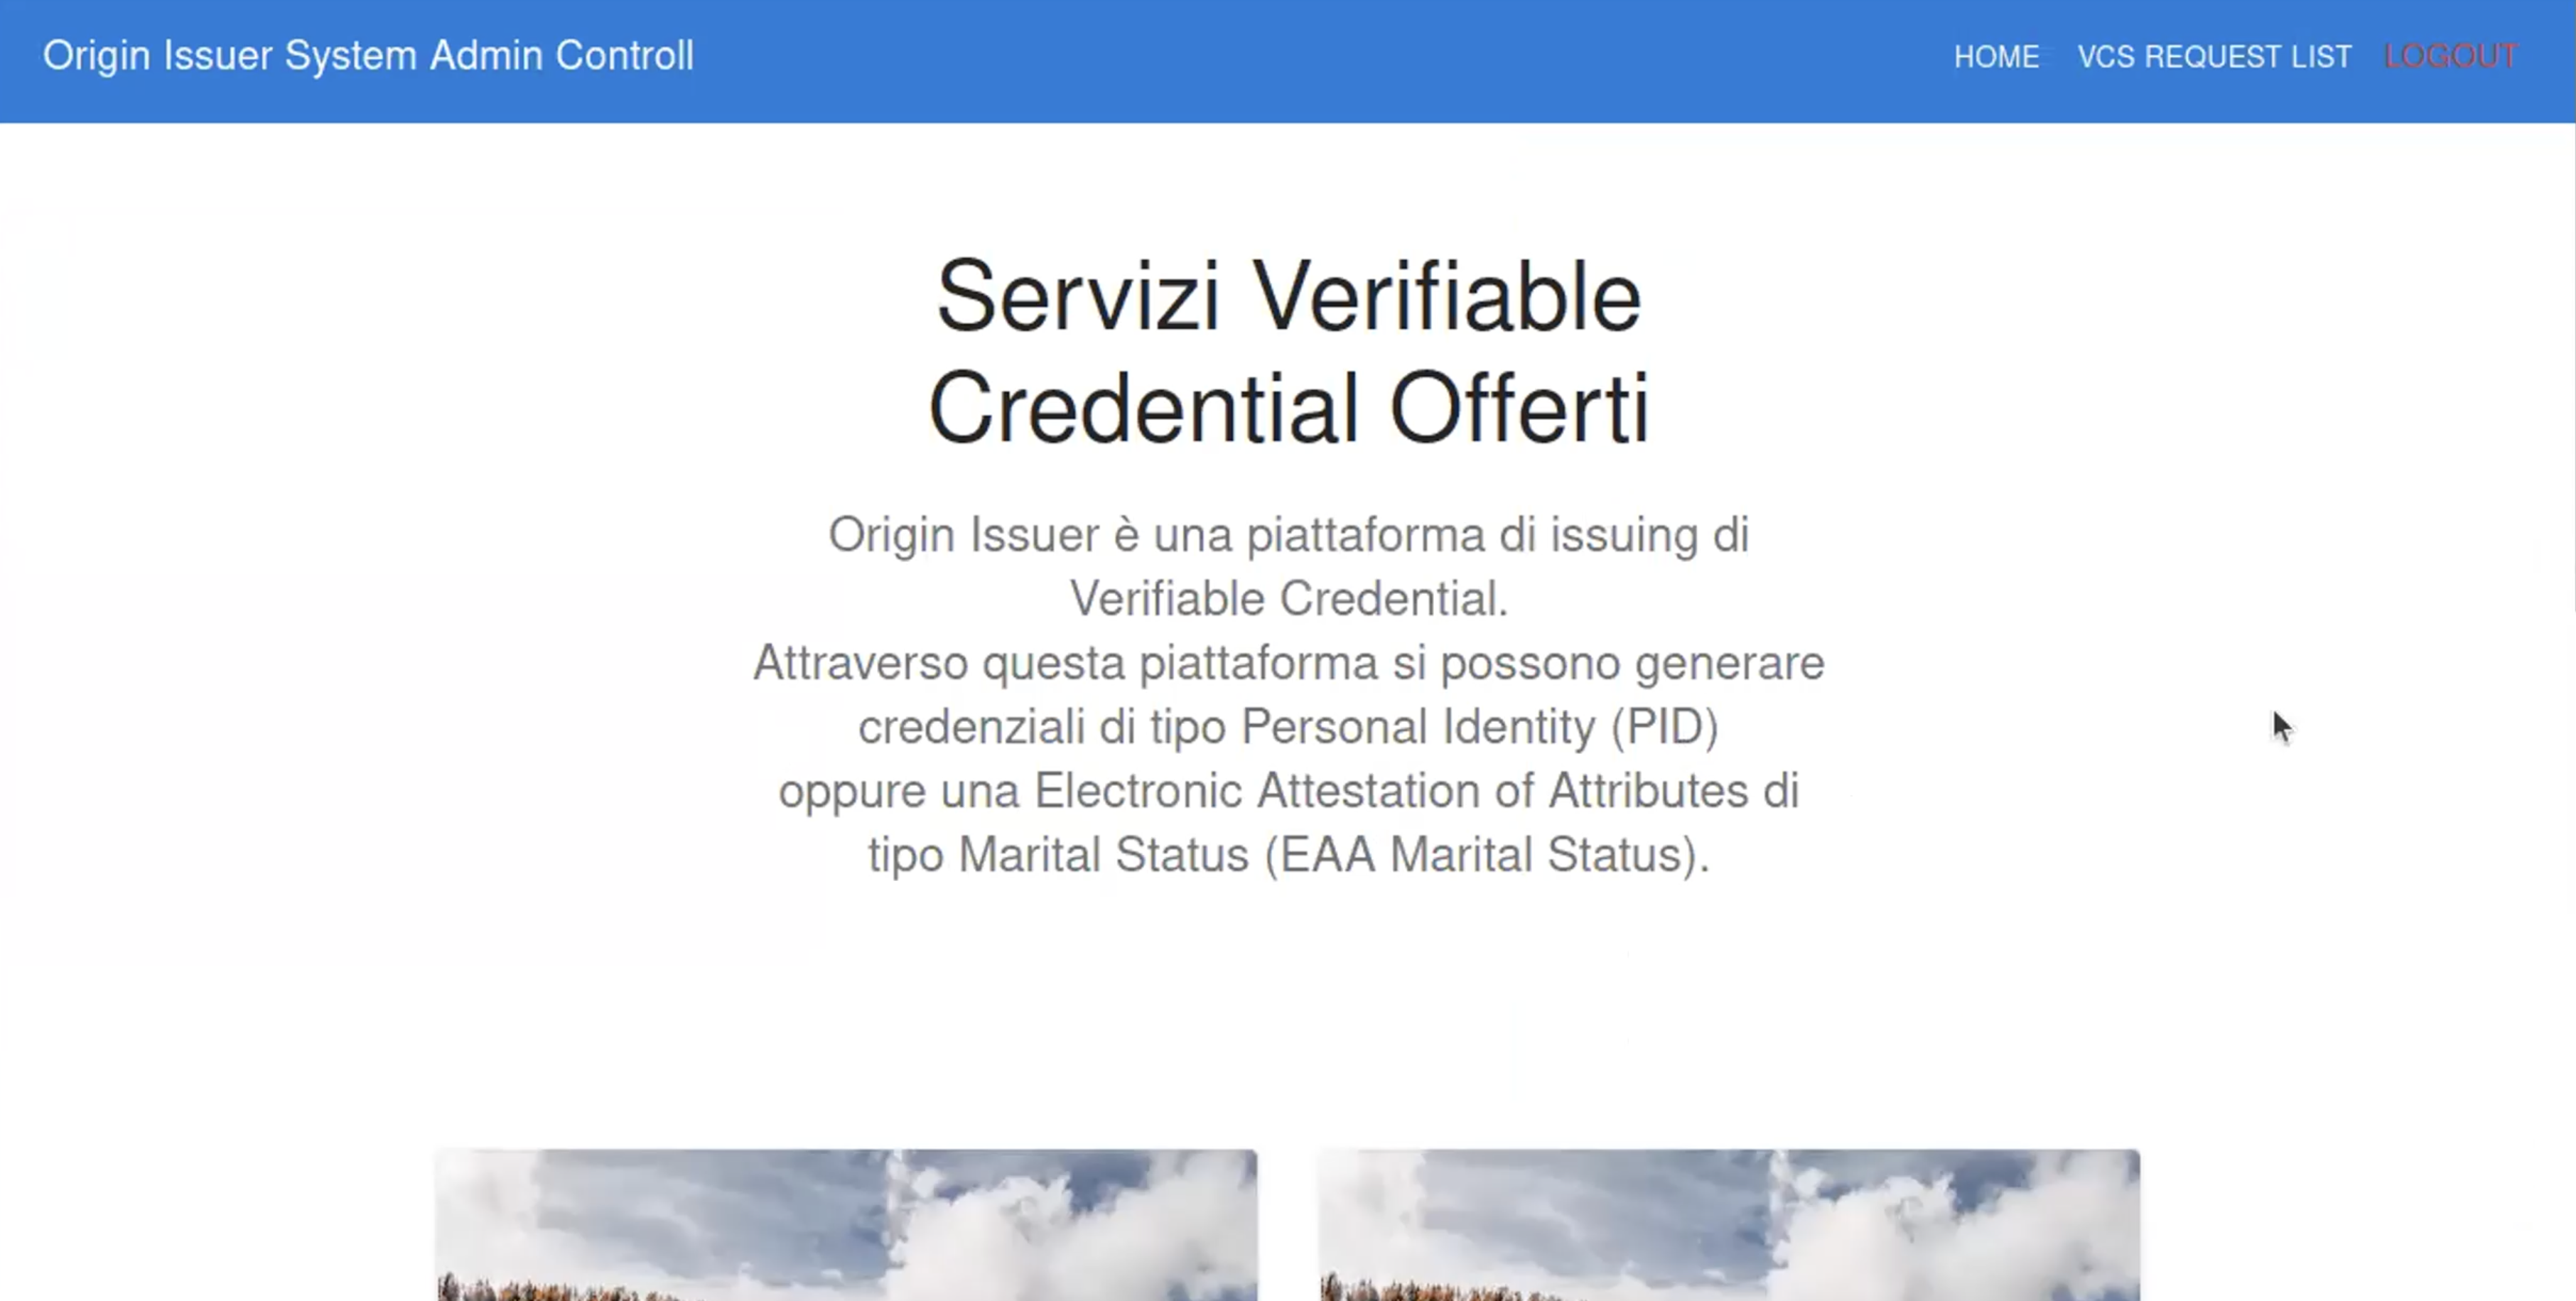 Origin Issuer System Admin Controll
HOME VCS REQUEST LIST LOGOUT
Servizi Verifiable
Credential Offerti
Origin Issuer è una piattaforma di issuing di
Verifiable Credential.
Attraverso questa piattaforma si possono generare
credenziali di tipo Personal Identity (PID)
oppure una Electronic Attestation of Attributes di
tipo Marital Status (EAA Marital Status).